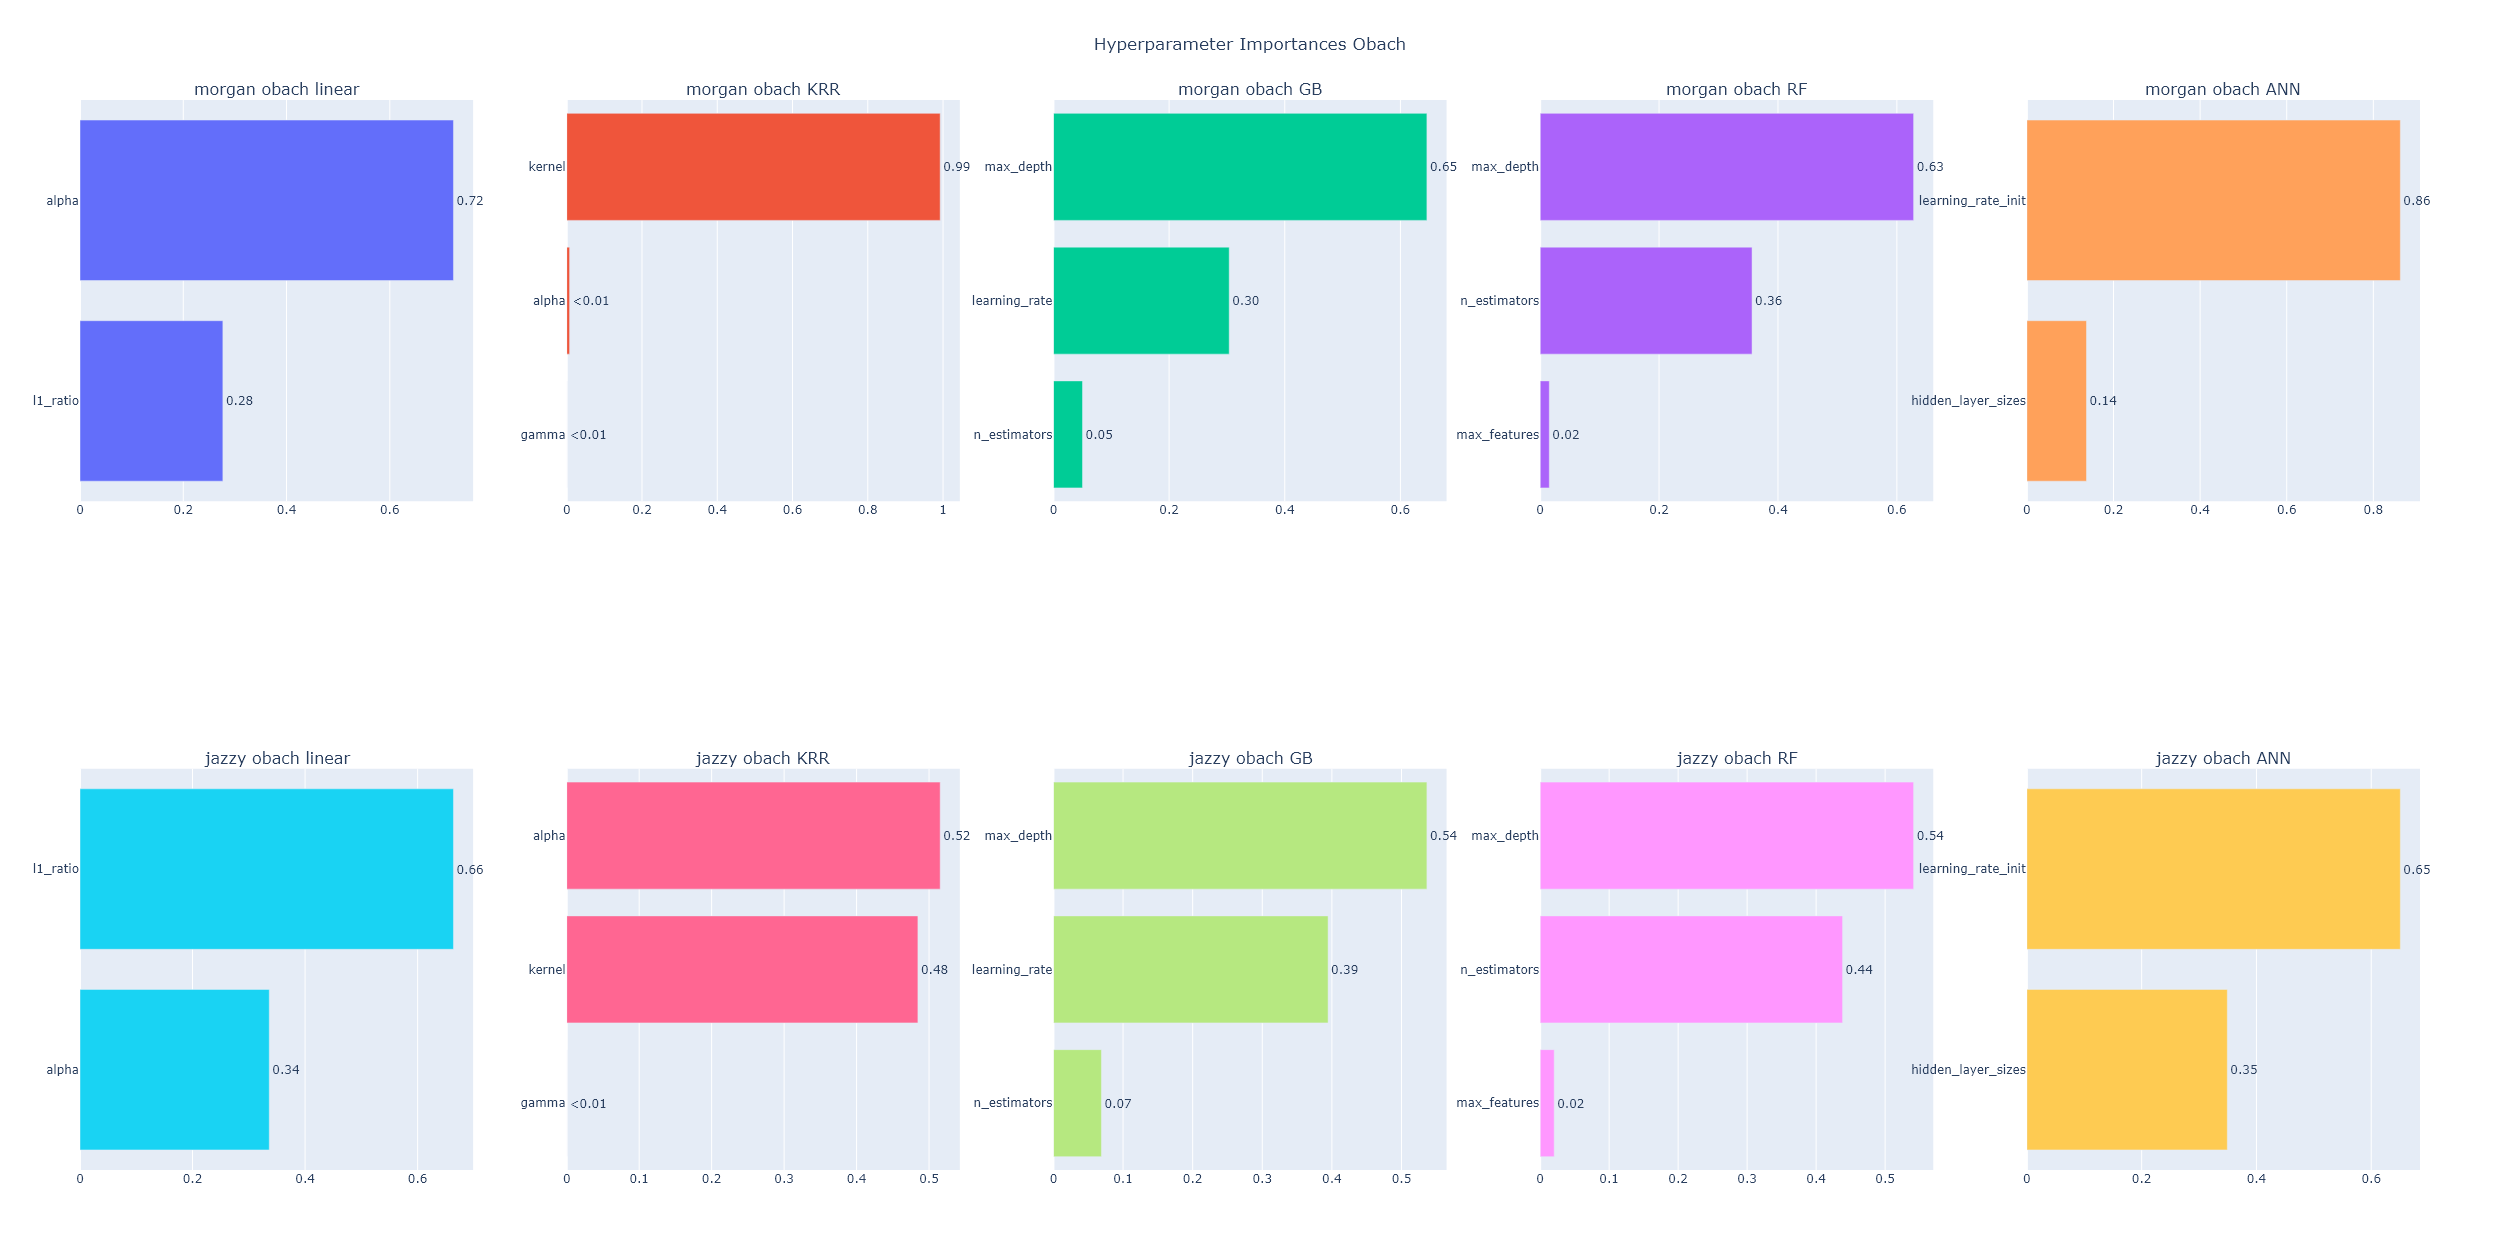 Hyperparameter Importances Obach
morgan obach linear
alpha
0.72
l1_ratio
0.28
0 0.2 0.4 0.6
morgan obach KRR
kernel
0.99
alpha
<0.01
gamma
<0.01
0 0.2 0.4 0.6 0.8 1
morgan obach GB
max_depth
0.65
learning_rate
0.30
n_estimators
0.05
0 0.2 0.4 0.6
morgan obach RF
max_depth
0.63
n_estimators
0.36
max_features
0.02
0 0.2 0.4 0.6
morgan obach ANN
learning_rate_init
0.86
hidden_layer_sizes
0.14
0 0.2 0.4 0.6 0.8
jazzy obach linear
l1_ratio
0.66
alpha
0.34
0 0.2 0.4 0.6
jazzy obach KRR
alpha
0.52
kernel
0.48
gamma
<0.01
0 0.1 0.2 0.3 0.4 0.5
jazzy obach GB
max_depth
0.54
learning_rate
0.39
n_estimators
0.07
0 0.1 0.2 0.3 0.4 0.5
jazzy obach RF
max_depth
0.54
n_estimators
0.44
max_features
0.02
0 0.1 0.2 0.3 0.4 0.5
jazzy obach ANN
learning_rate_init
0.65
hidden_layer_sizes
0.35
0 0.2 0.4 0.6